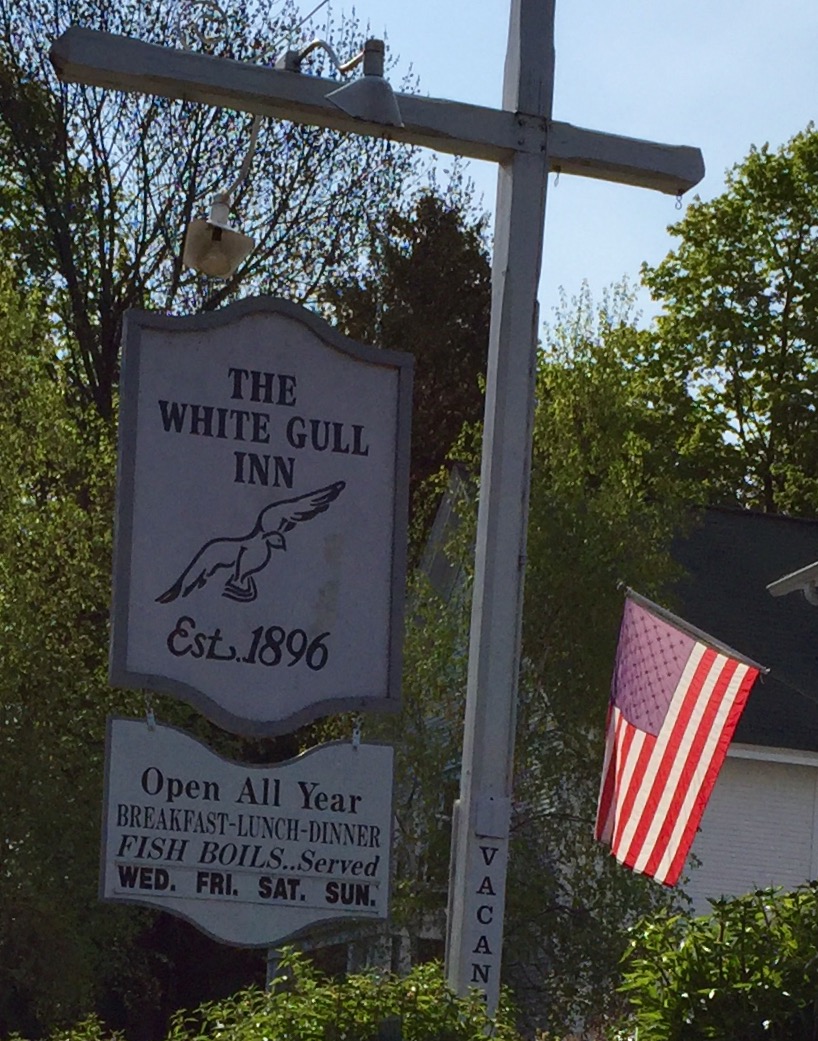 THE
WHITE GULL
INN
Est. 1896
Open All Year
BREAKFAST-LUNCH-DINNER
FISH BOILS..Served
WED. FRI. SAT. SUN.
VACAN